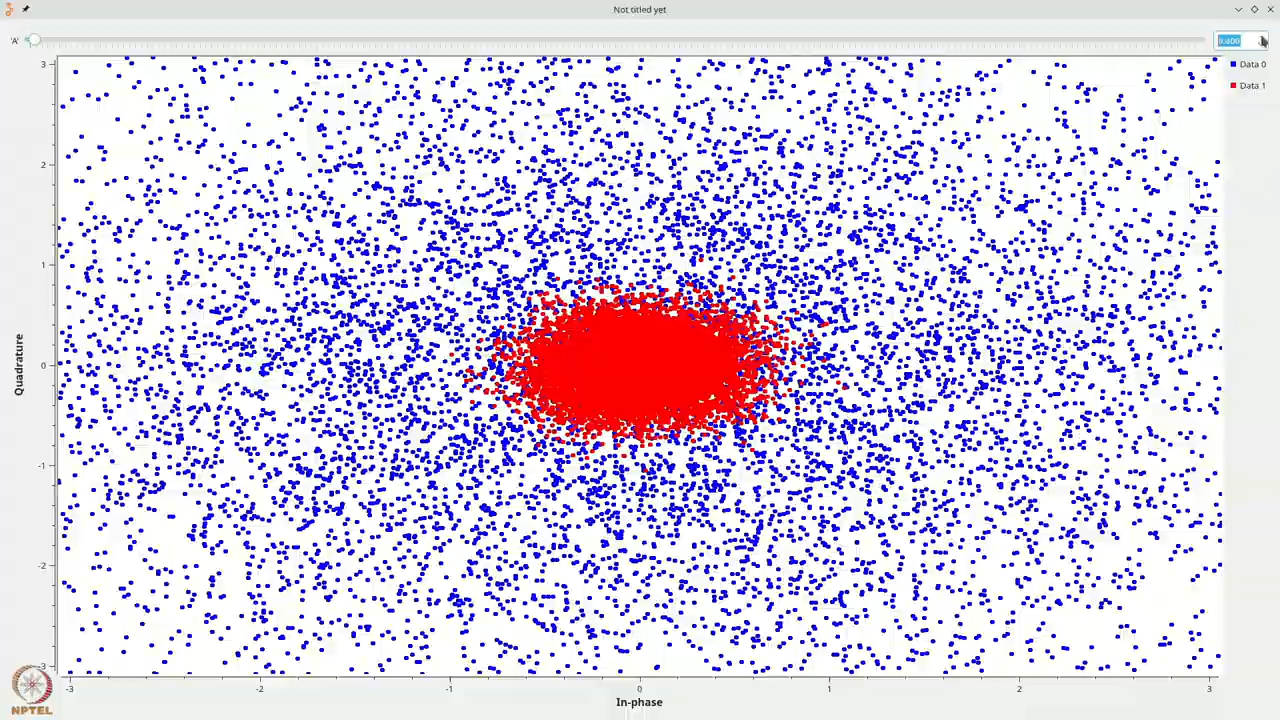 Not titled yet
'A'
Data 0
Data 1
3
2
1
0
-1
-2
-3
Quadrature
-3
-2
-1
0
1
2
3
In-phase
NPTEL